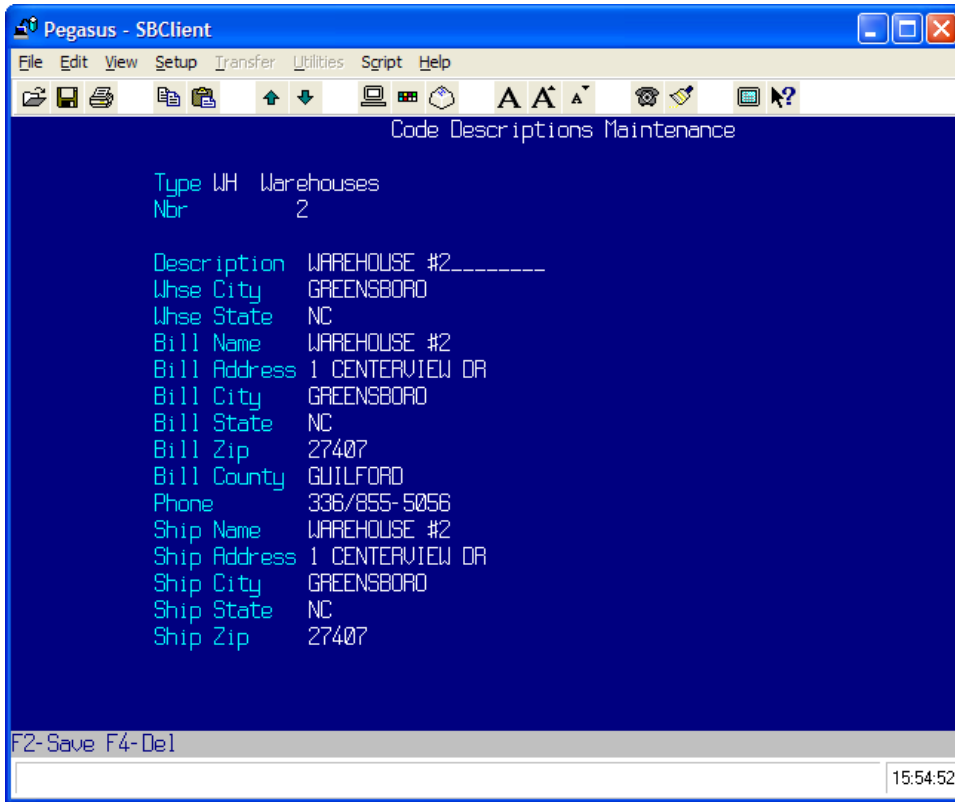 Pegasus - SBClient
File Edit View Setup Transfer Utilities Script Help
A A A
Code Descriptions Maintenance
Type WH Warehouses
Nbr 2
Description WAREHOUSE #2________
Whse City GREENSBORO
Whse State NC
Bill Name WAREHOUSE #2
Bill Address 1 CENTERVIEW DR
Bill City GREENSBORO
Bill State NC
Bill Zip 27407
Bill County GUILFORD
Phone 336/855-5056
Ship Name WAREHOUSE #2
Ship Address 1 CENTERVIEW DR
Ship City GREENSBORO
Ship State NC
Ship Zip 27407
F2-Save F4-Del
15:54:52